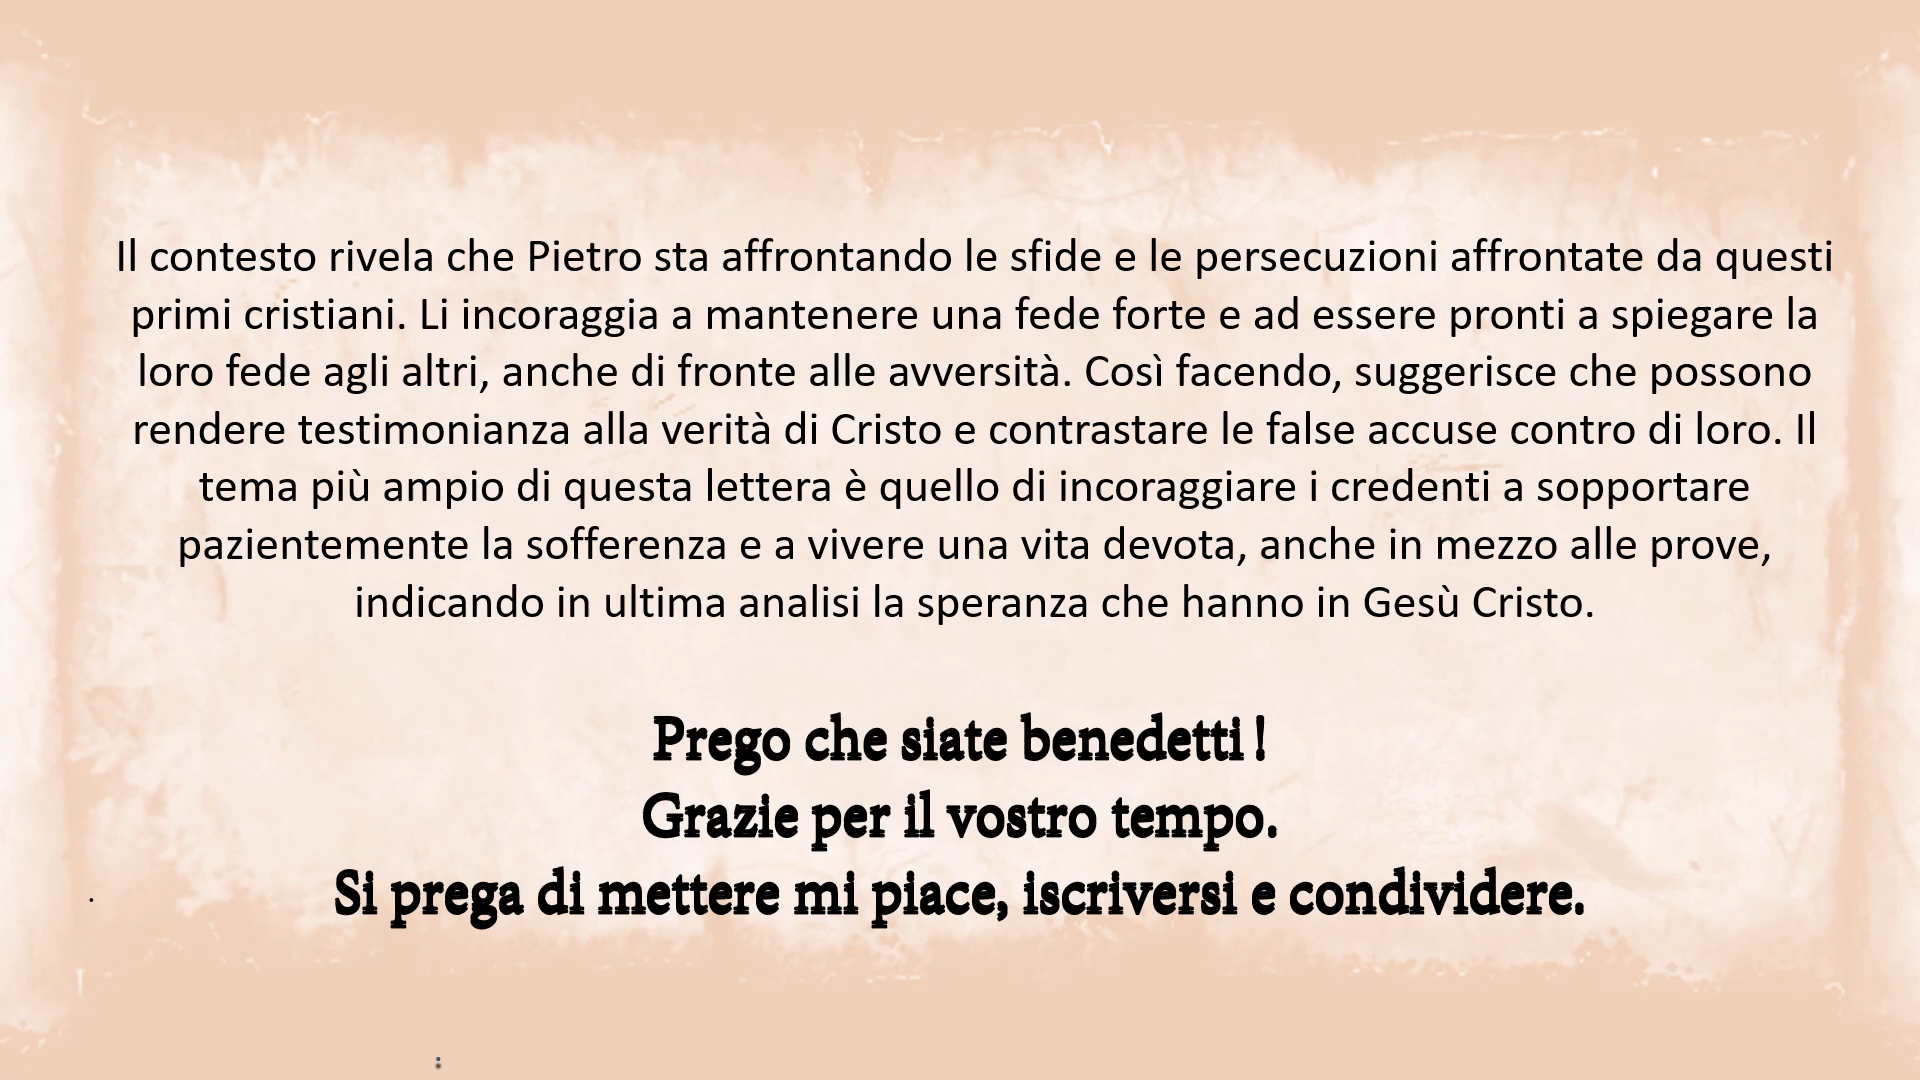 Il contesto rivela che Pietro sta affrontando le sfide e le persecuzioni affrontate da questi
primi cristiani. Li incoraggia a mantenere una fede forte e ad essere pronti a spiegare la
loro fede agli altri, anche di fronte alle avversità. Così facendo, suggerisce che possono
rendere testimonianza alla verità di Cristo e contrastare le false accuse contro di loro. Il
tema più ampio di questa lettera è quello di incoraggiare i credenti a sopportare
pazientemente la sofferenza e a vivere una vita devota, anche in mezzo alle prove,
indicando in ultima analisi la speranza che hanno in Gesù Cristo.
Prego che siate benedetti !
Grazie per il vostro tempo.
Si prega di mettere mi piace, iscriversi e condividere.
.
: